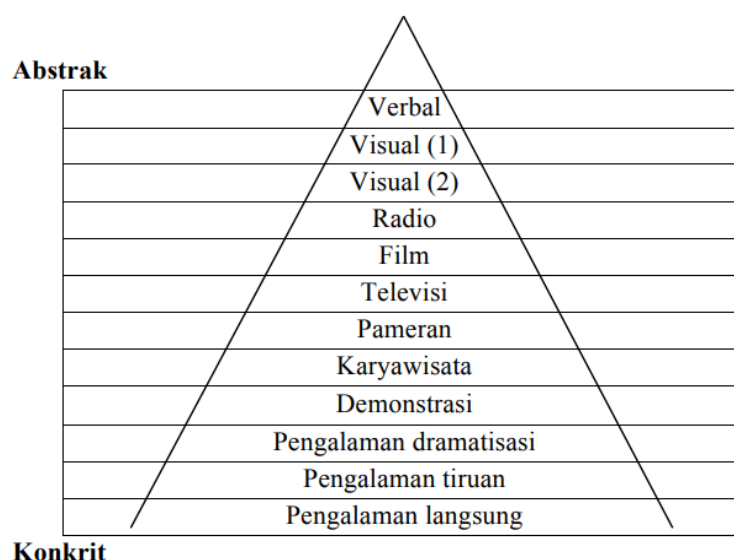 Abstrak
Verbal
Visual (1)
Visual (2)
Radio
Film
Televisi
Pameran
Karyawisata
Demonstrasi
Pengalaman dramatisasi
Pengalaman tiruan
Pengalaman langsung
Konkrit